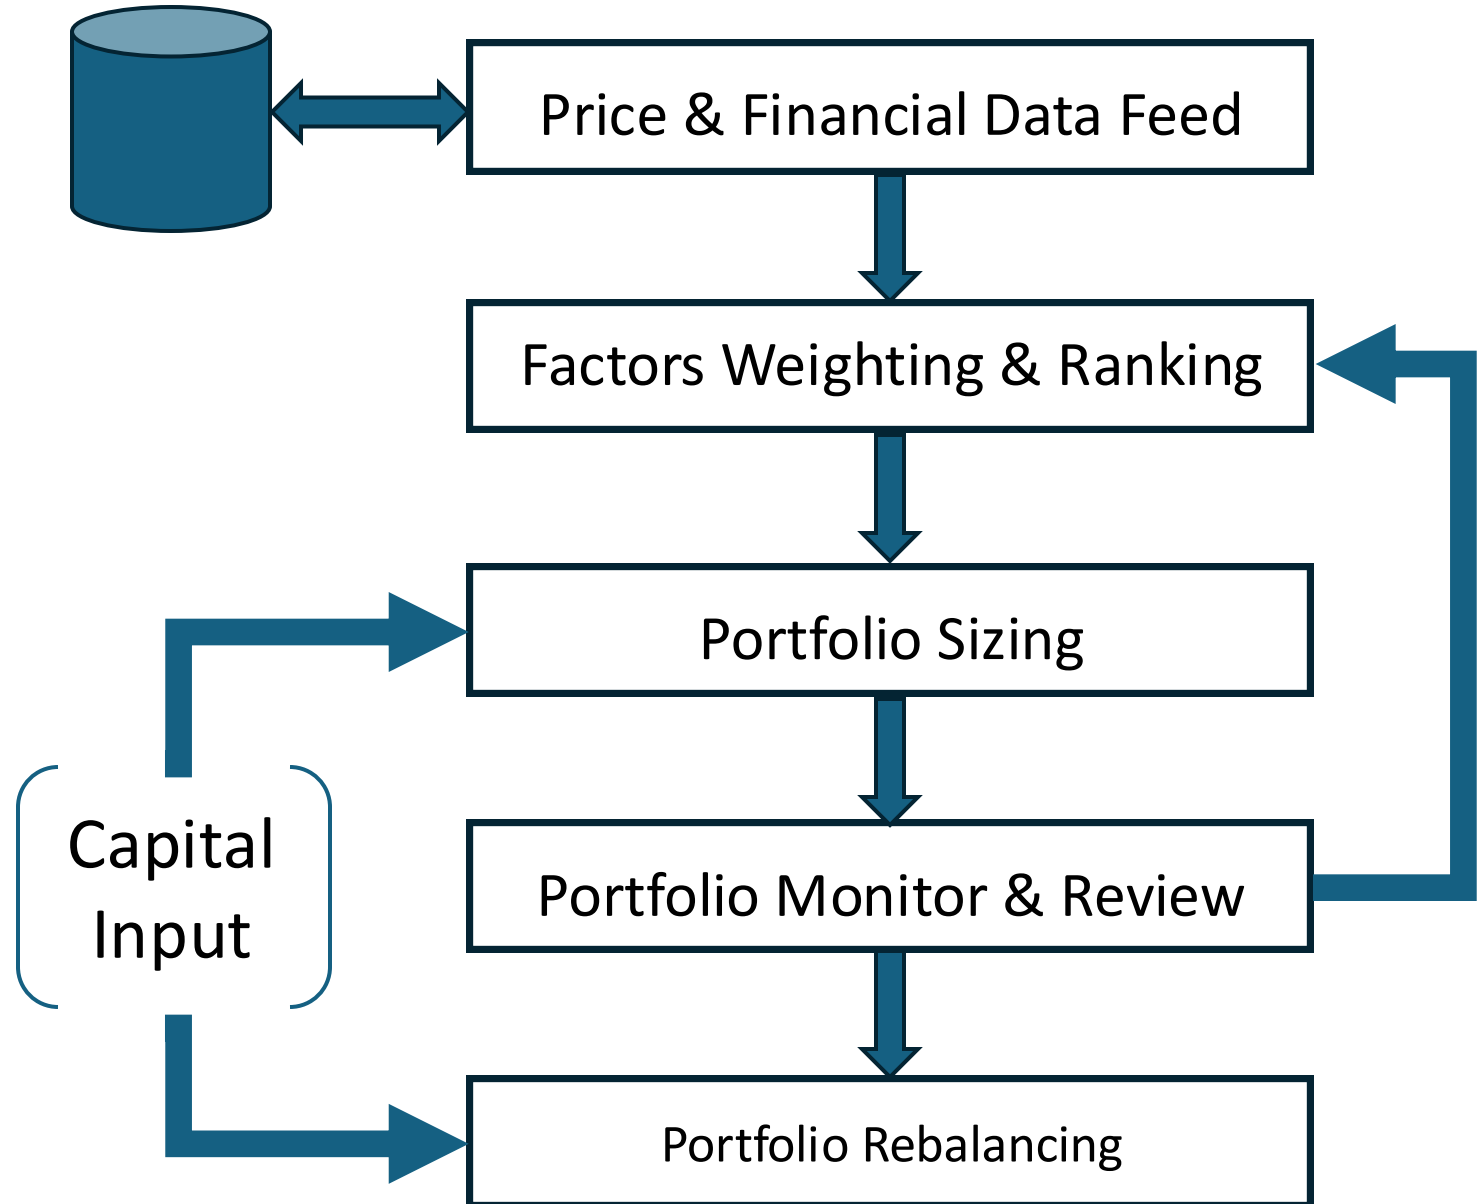 Price & Financial Data Feed
Factors Weighting & Ranking
Portfolio Sizing
Capital
Input
Portfolio Monitor & Review
Portfolio Rebalancing